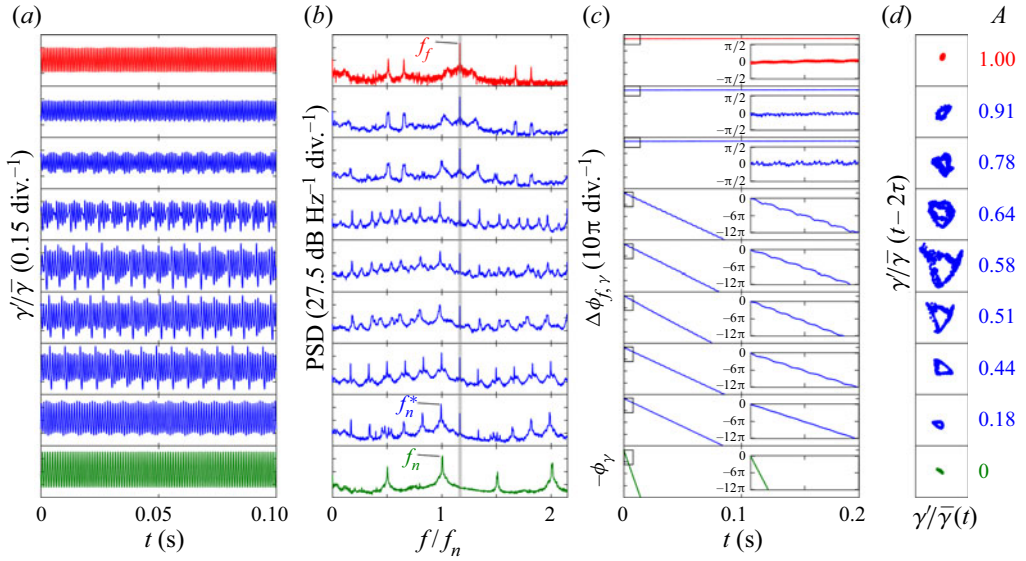 (a) (b) (c) (d) A
γ′/γ̅ (0.15 div.⁻¹)
0 0.05 0.10
t (s)
PSD (27.5 dB Hz⁻¹ div.⁻¹)
f_f
f_n^*
f_n
0 1 2
f/f_n
Δϕ_{f, γ} (10π div.⁻¹)
−ϕ_γ
π/2
0
−π/2
π/2
0
−π/2
π/2
0
−π/2
0
−6π
−12π
0
−6π
−12π
0
−6π
−12π
0
−6π
−12π
0
−6π
−12π
0
−6π
−12π
0 0.1 0.2
t (s)
γ′/γ̅ (t − 2τ)
γ′/γ̅ (t)
1.00
0.91
0.78
0.64
0.58
0.51
0.44
0.18
0